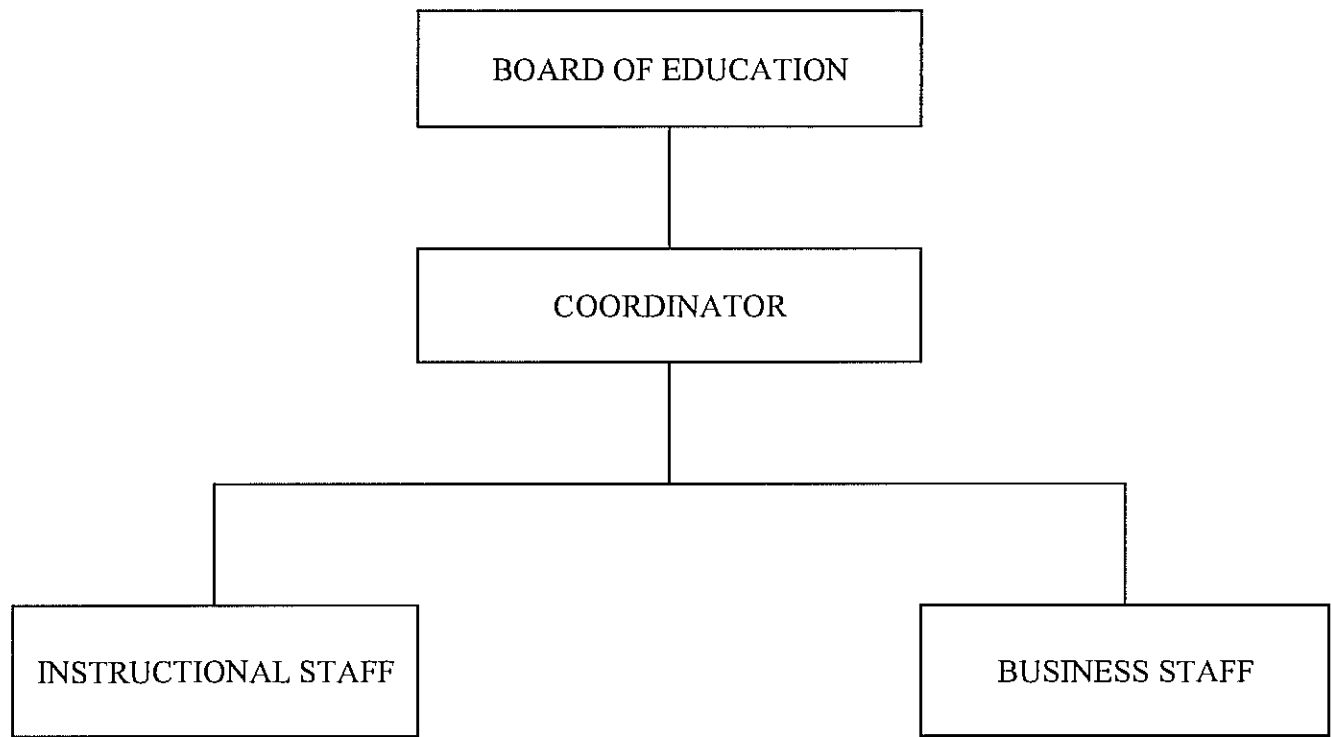 BOARD OF EDUCATION
COORDINATOR
INSTRUCTIONAL STAFF
BUSINESS STAFF